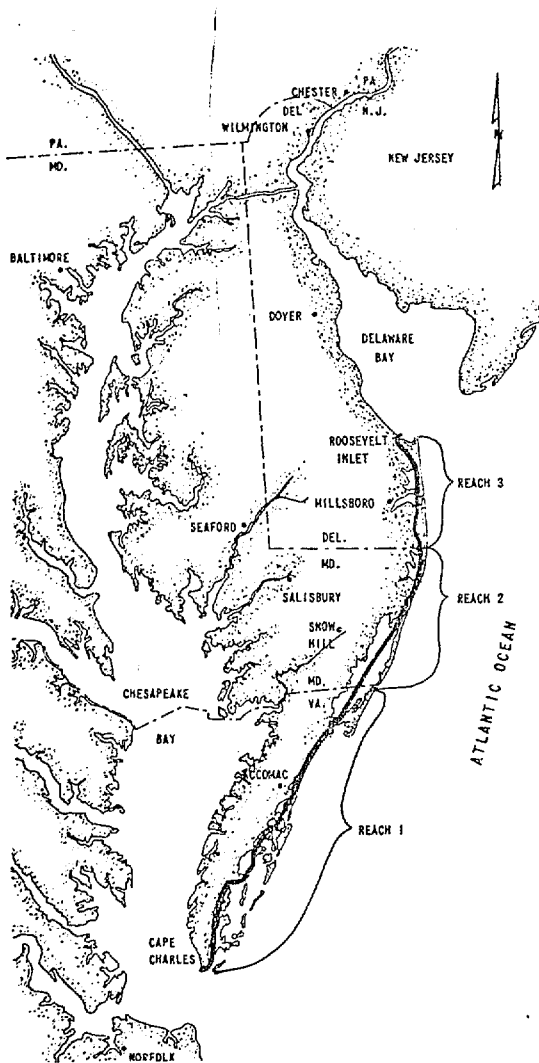 PA.
CHESTER
DEL
N.J.
WILMINGTON
PA.
MD.
NEW JERSEY
N
BALTIMORE
DOVER
DELAWARE
BAY
ROOSEVELT
INLET
REACH 3
MILLSBORO
SEAFORD
DEL.
MD.
SALISBURY
REACH 2
SNOW
HILL
MD.
VA.
CHESAPEAKE
BAY
ATLANTIC OCEAN
ACCOMAC
REACH 1
CAPE
CHARLES
NORFOLK